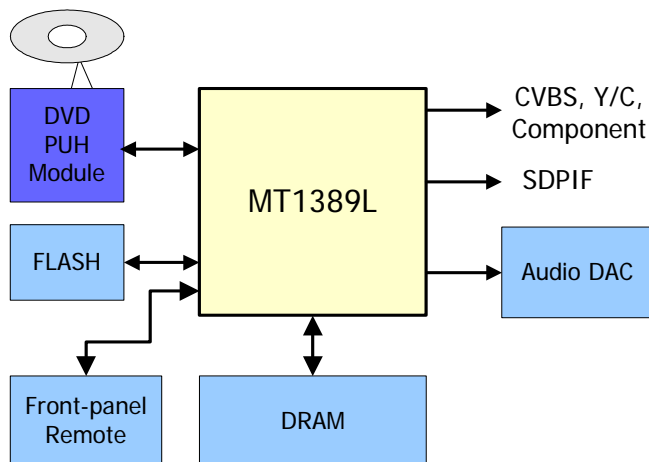 DVD
PUH
Module
MT1389L
CVBS, Y/C,
Component
SDPIF
FLASH
Audio DAC
Front-panel
Remote
DRAM